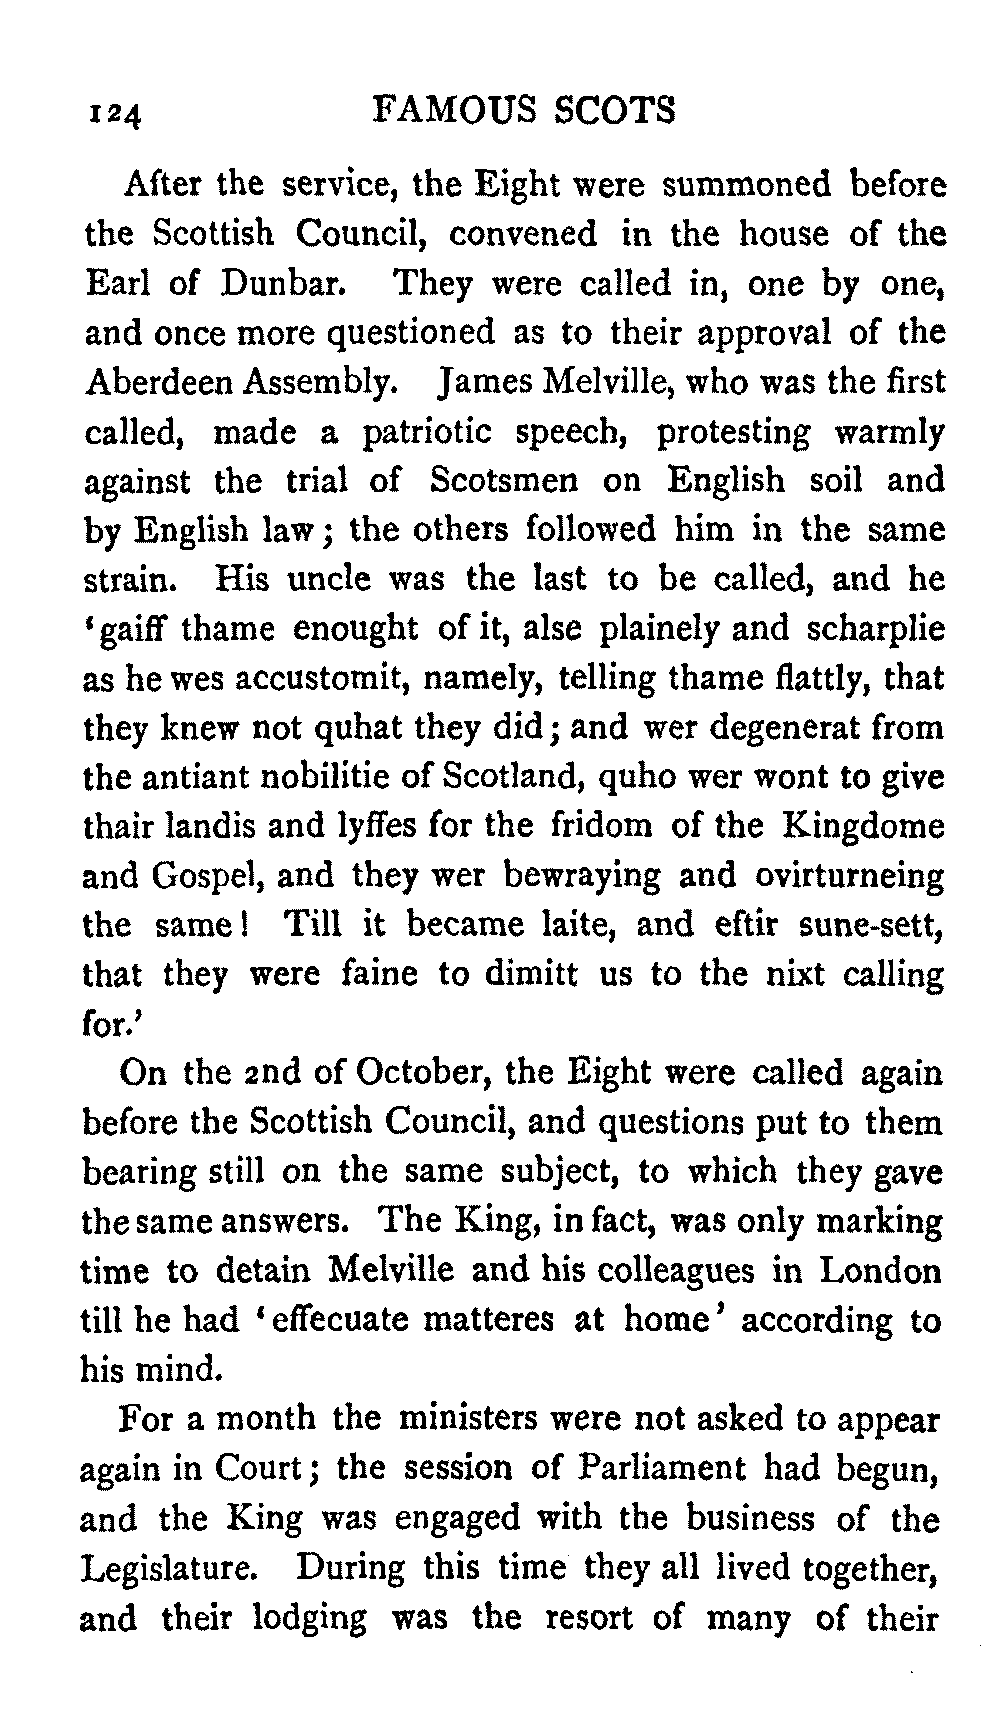 124 FAMOUS SCOTS
After the service, the Eight were summoned before
the Scottish Council, convened in the house of the
Earl of Dunbar. They were called in, one by one,
and once more questioned as to their approval of the
Aberdeen Assembly. James Melville, who was the first
called, made a patriotic speech, protesting warmly
against the trial of Scotsmen on English soil and
by English law; the others followed him in the same
strain. His uncle was the last to be called, and he
‘gaiff thame enought of it, alse plainely and scharplie
as he wes accustomit, namely, telling thame flattly, that
they knew not quhat they did; and wer degenerat from
the antiant nobilitie of Scotland, quho wer wont to give
thair landis and lyffes for the fridom of the Kingdome
and Gospel, and they wer bewraying and ovirturneing
the same! Till it became laite, and eftir sune-sett,
that they were faine to dimitt us to the nixt calling
for.’
On the 2nd of October, the Eight were called again
before the Scottish Council, and questions put to them
bearing still on the same subject, to which they gave
the same answers. The King, in fact, was only marking
time to detain Melville and his colleagues in London
till he had ‘effecuate matteres at home’ according to
his mind.
For a month the ministers were not asked to appear
again in Court; the session of Parliament had begun,
and the King was engaged with the business of the
Legislature. During this time they all lived together,
and their lodging was the resort of many of their